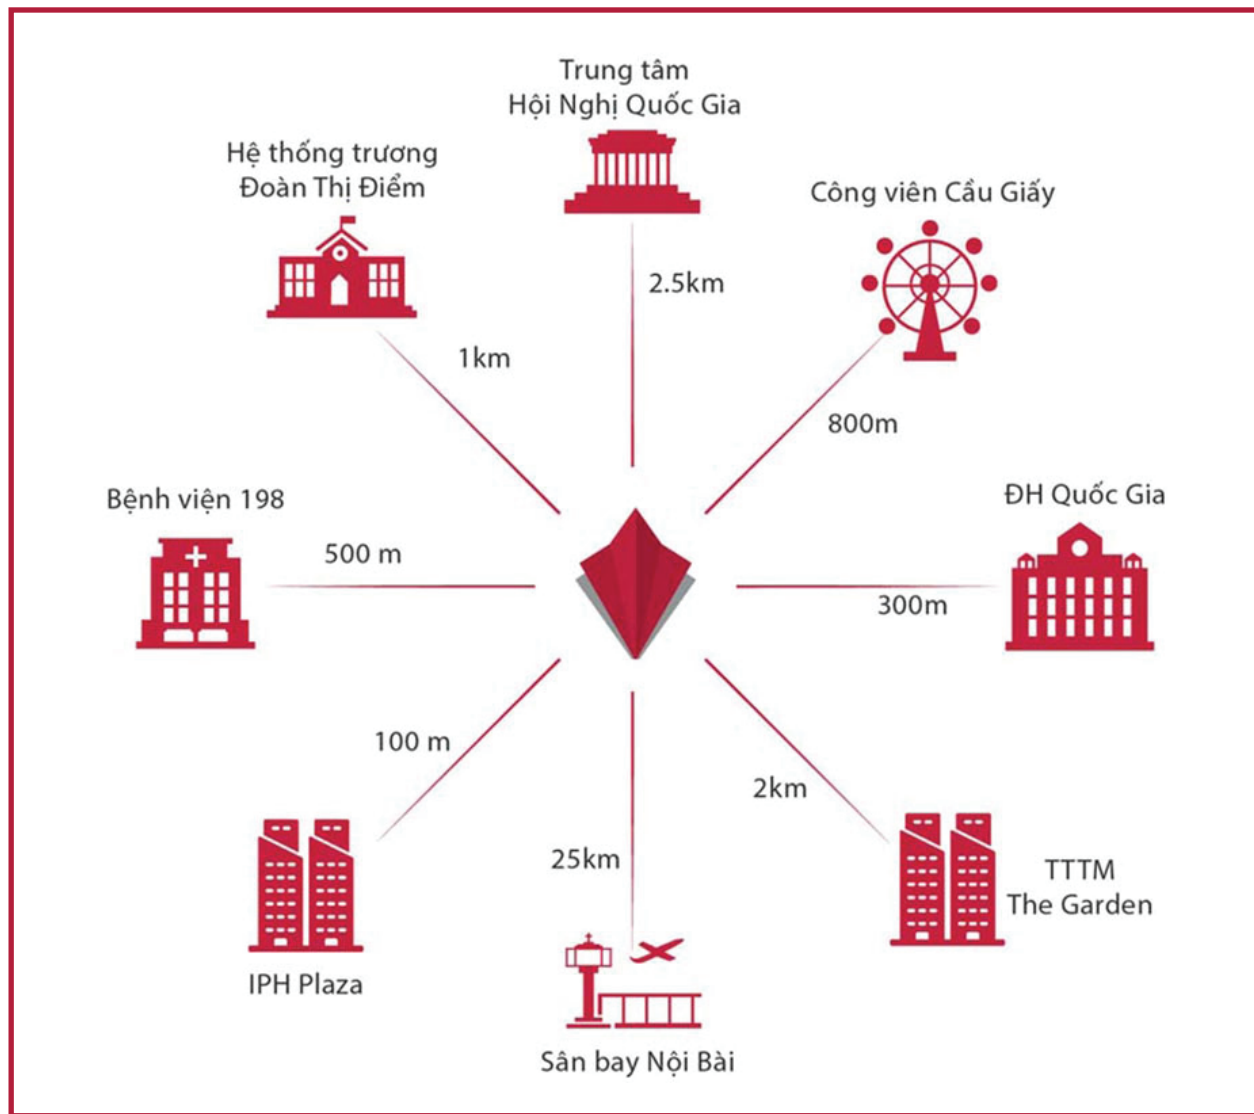 Trung tâm
Hội Nghị Quốc Gia
Hệ thống trương
Đoàn Thị Điểm
Công viên Cầu Giấy
2.5km
1km
800m
Bệnh viện 198
ĐH Quốc Gia
500 m
300m
100 m
2km
25km
TTTM
The Garden
IPH Plaza
Sân bay Nội Bài